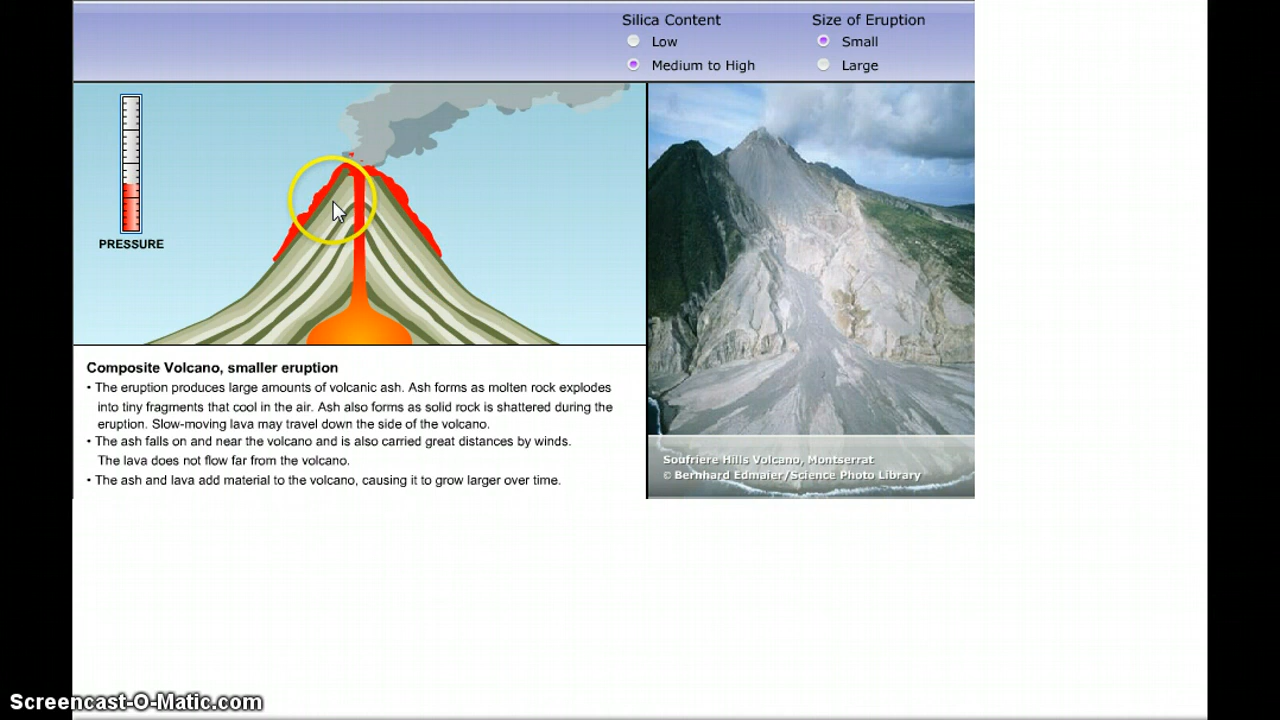 Silica Content
Size of Eruption
Low
Small
Medium to High
Large
PRESSURE
Composite Volcano, smaller eruption
• The eruption produces large amounts of volcanic ash. Ash forms as molten rock explodes
into tiny fragments that cool in the air. Ash also forms as solid rock is shattered during the
eruption. Slow-moving lava may travel down the side of the volcano.
• The ash falls on and near the volcano and is also carried great distances by winds.
The lava does not flow far from the volcano.
• The ash and lava add material to the volcano, causing it to grow larger over time.
Soufriere Hills Volcano, Montserrat
© Bernhard Edmaier/Science Photo Library
Screencast-O-Matic.com